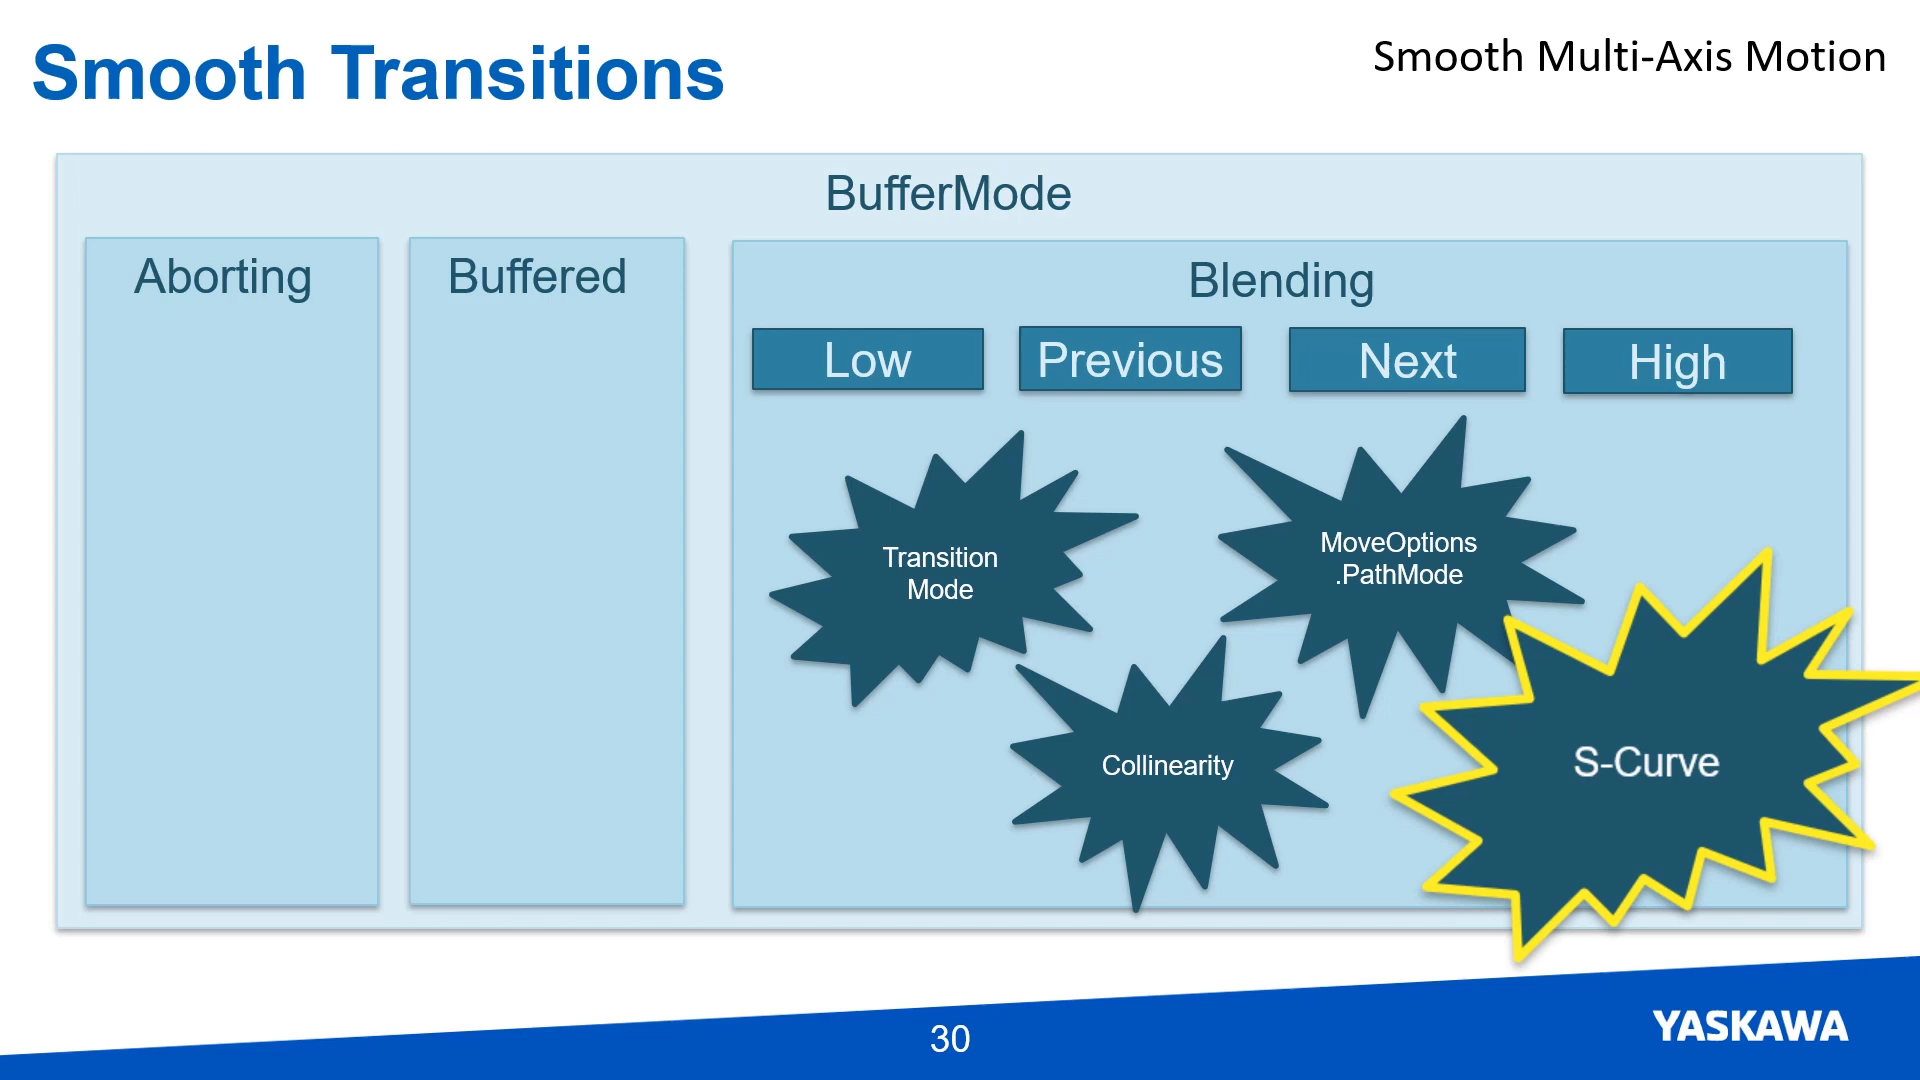 Smooth Transitions
Smooth Multi-Axis Motion
BufferMode
Aborting
Buffered
Blending
Low
Previous
Next
High
Transition
Mode
MoveOptions
.PathMode
Collinearity
S-Curve
30
YASKAWA